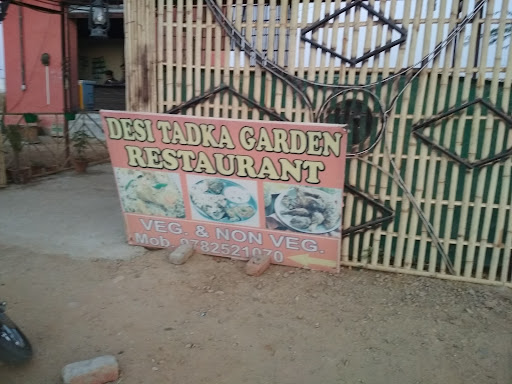 DESI TADKA GARDEN
RESTAURANT
VEG. & NON VEG.
Mob. 9782521070